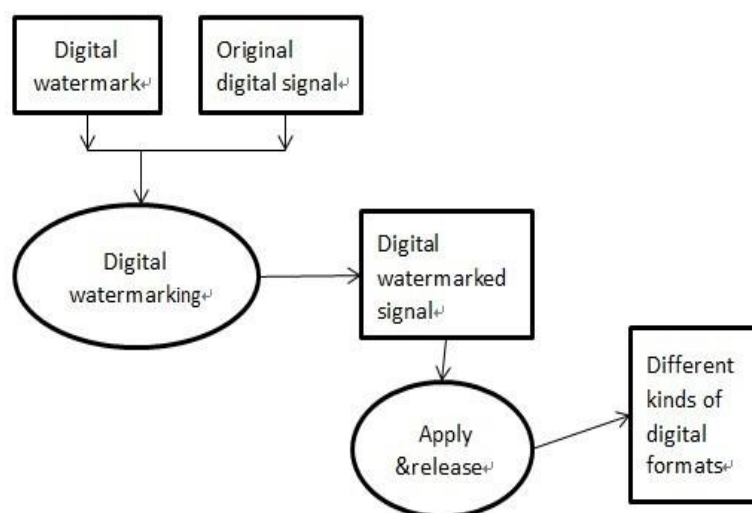 Digital
watermark
Original
digital signal
Digital
watermarking
Digital
watermarked
signal
Apply
&release
Different
kinds of
digital
formats